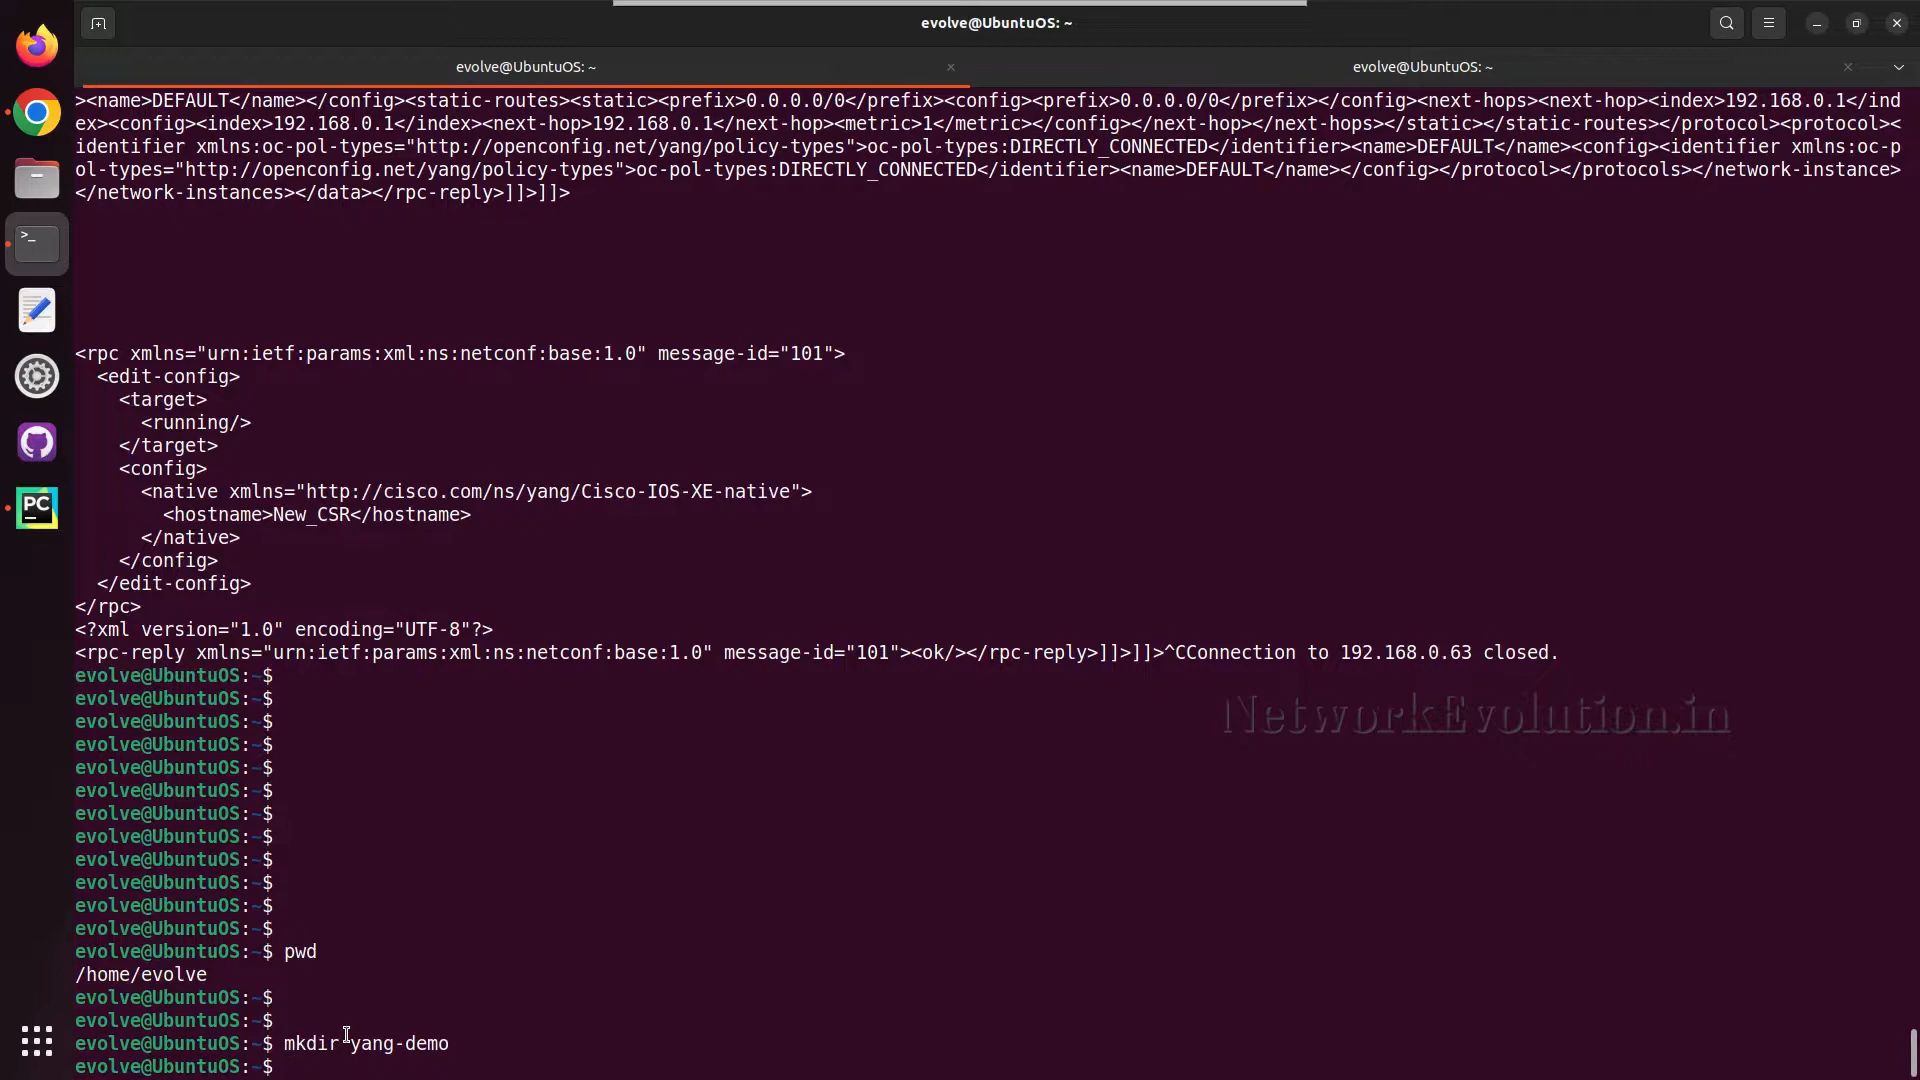 evolve@UbuntuOS: ~
evolve@UbuntuOS: ~
evolve@UbuntuOS: ~
><name>DEFAULT</name></config><static-routes><static><prefix>0.0.0.0/0</prefix><config><prefix>0.0.0.0/0</prefix></config><next-hops><next-hop><index>192.168.0.1</ind
ex><config><index>192.168.0.1</index><next-hop>192.168.0.1</next-hop><metric>1</metric></config></next-hop></next-hops></static></static-routes></protocol><protocol><
identifier xmlns:oc-pol-types="http://openconfig.net/yang/policy-types">oc-pol-types:DIRECTLY_CONNECTED</identifier><name>DEFAULT</name><config><identifier xmlns:oc-p
ol-types="http://openconfig.net/yang/policy-types">oc-pol-types:DIRECTLY_CONNECTED</identifier><name>DEFAULT</name></config></protocol></protocols></network-instance>
</network-instances></data></rpc-reply>]]>]]>
<rpc xmlns="urn:ietf:params:xml:ns:netconf:base:1.0" message-id="101">
<edit-config>
<target>
<running/>
</target>
<config>
<native xmlns="http://cisco.com/ns/yang/Cisco-IOS-XE-native">
<hostname>New_CSR</hostname>
</native>
</config>
</edit-config>
</rpc>
<?xml version="1.0" encoding="UTF-8"?>
<rpc-reply xmlns="urn:ietf:params:xml:ns:netconf:base:1.0" message-id="101"><ok/></rpc-reply>]]>]]>^CConnection to 192.168.0.63 closed.
evolve@UbuntuOS:~$
evolve@UbuntuOS:~$
evolve@UbuntuOS:~$
NetworkEvolution.in
evolve@UbuntuOS:~$
evolve@UbuntuOS:~$
evolve@UbuntuOS:~$
evolve@UbuntuOS:~$
evolve@UbuntuOS:~$
evolve@UbuntuOS:~$
evolve@UbuntuOS:~$
evolve@UbuntuOS:~$
evolve@UbuntuOS:~$
evolve@UbuntuOS:~$ pwd
/home/evolve
evolve@UbuntuOS:~$
evolve@UbuntuOS:~$
evolve@UbuntuOS:~$ mkdir yang-demo
evolve@UbuntuOS:~$
PC